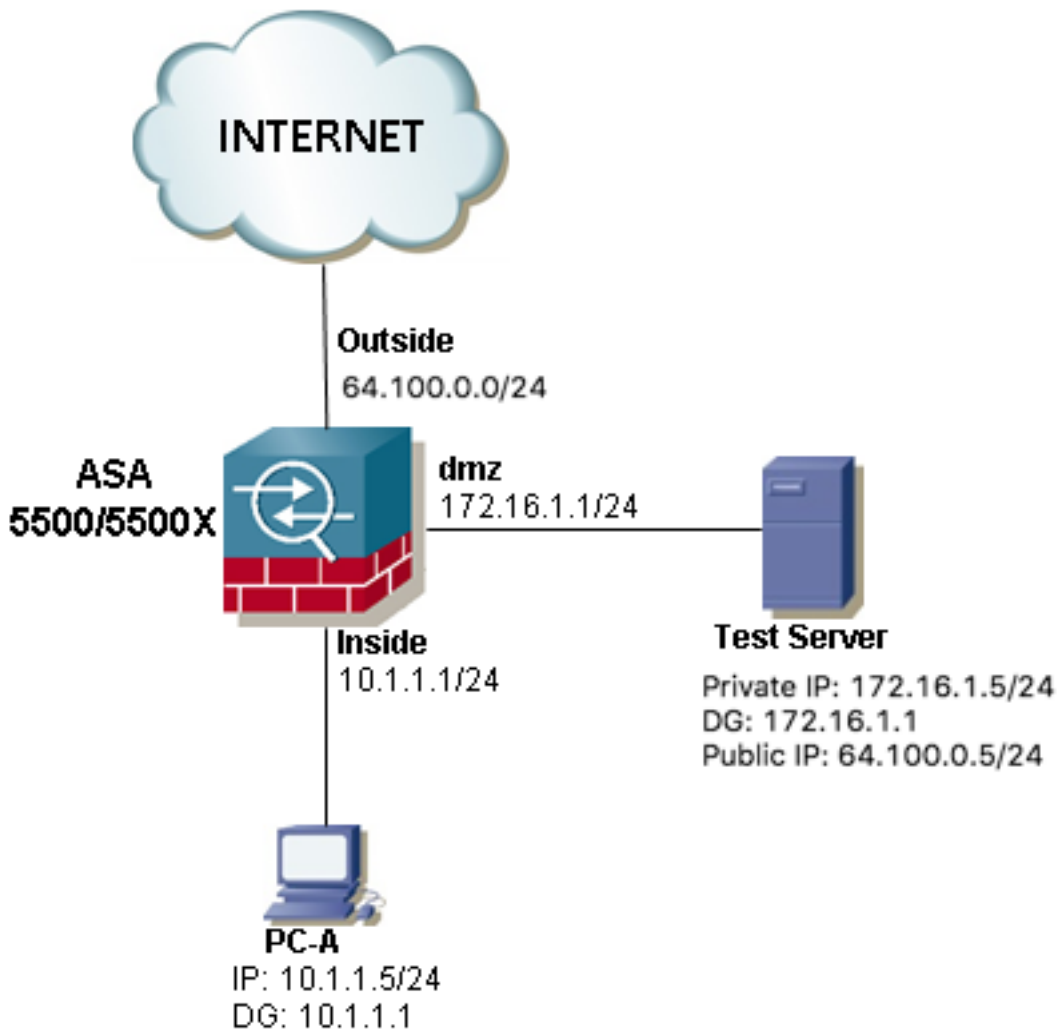 INTERNET
Outside
64.100.0.0/24
ASA
5500/5500X
dmz
172.16.1.1/24
Inside
10.1.1.1/24
Test Server
Private IP: 172.16.1.5/24
DG: 172.16.1.1
Public IP: 64.100.0.5/24
PC-A
IP: 10.1.1.5/24
DG: 10.1.1.1